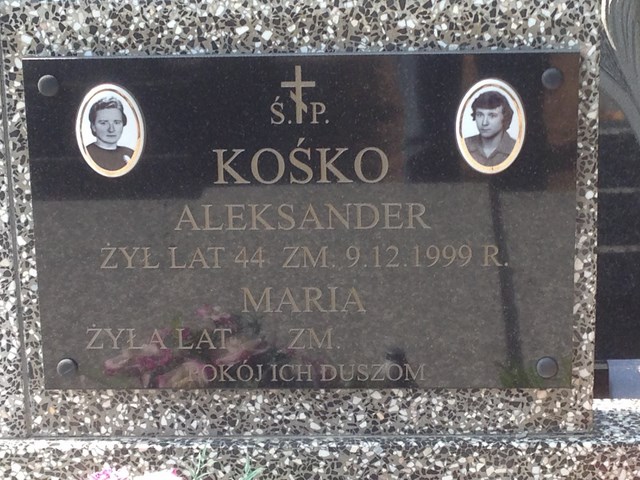 Ś. P.
KOŚKO
ALEKSANDER
ŻYŁ LAT 44 ZM. 9.12.1999 R.
MARIA
ŻYŁA LAT ZM.
POKÓJ ICH DUSZOM